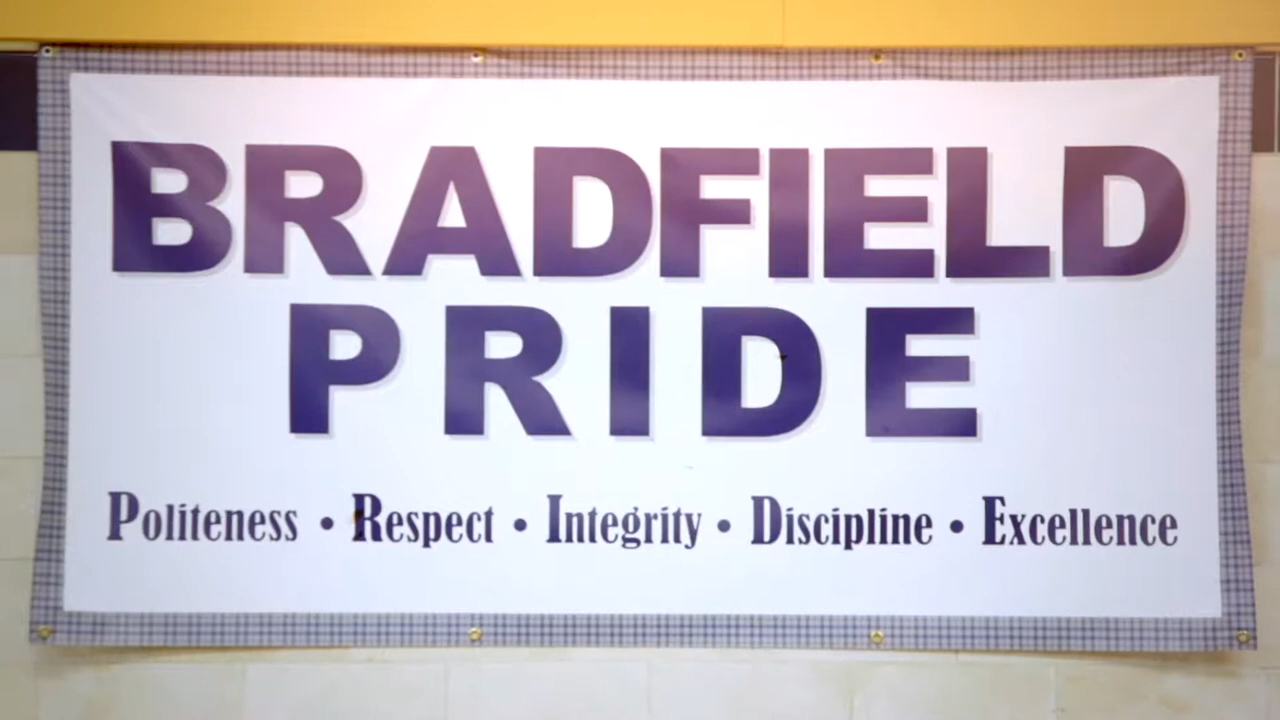 BRADFIELD
PRIDE
Politeness • Respect • Integrity • Discipline • Excellence